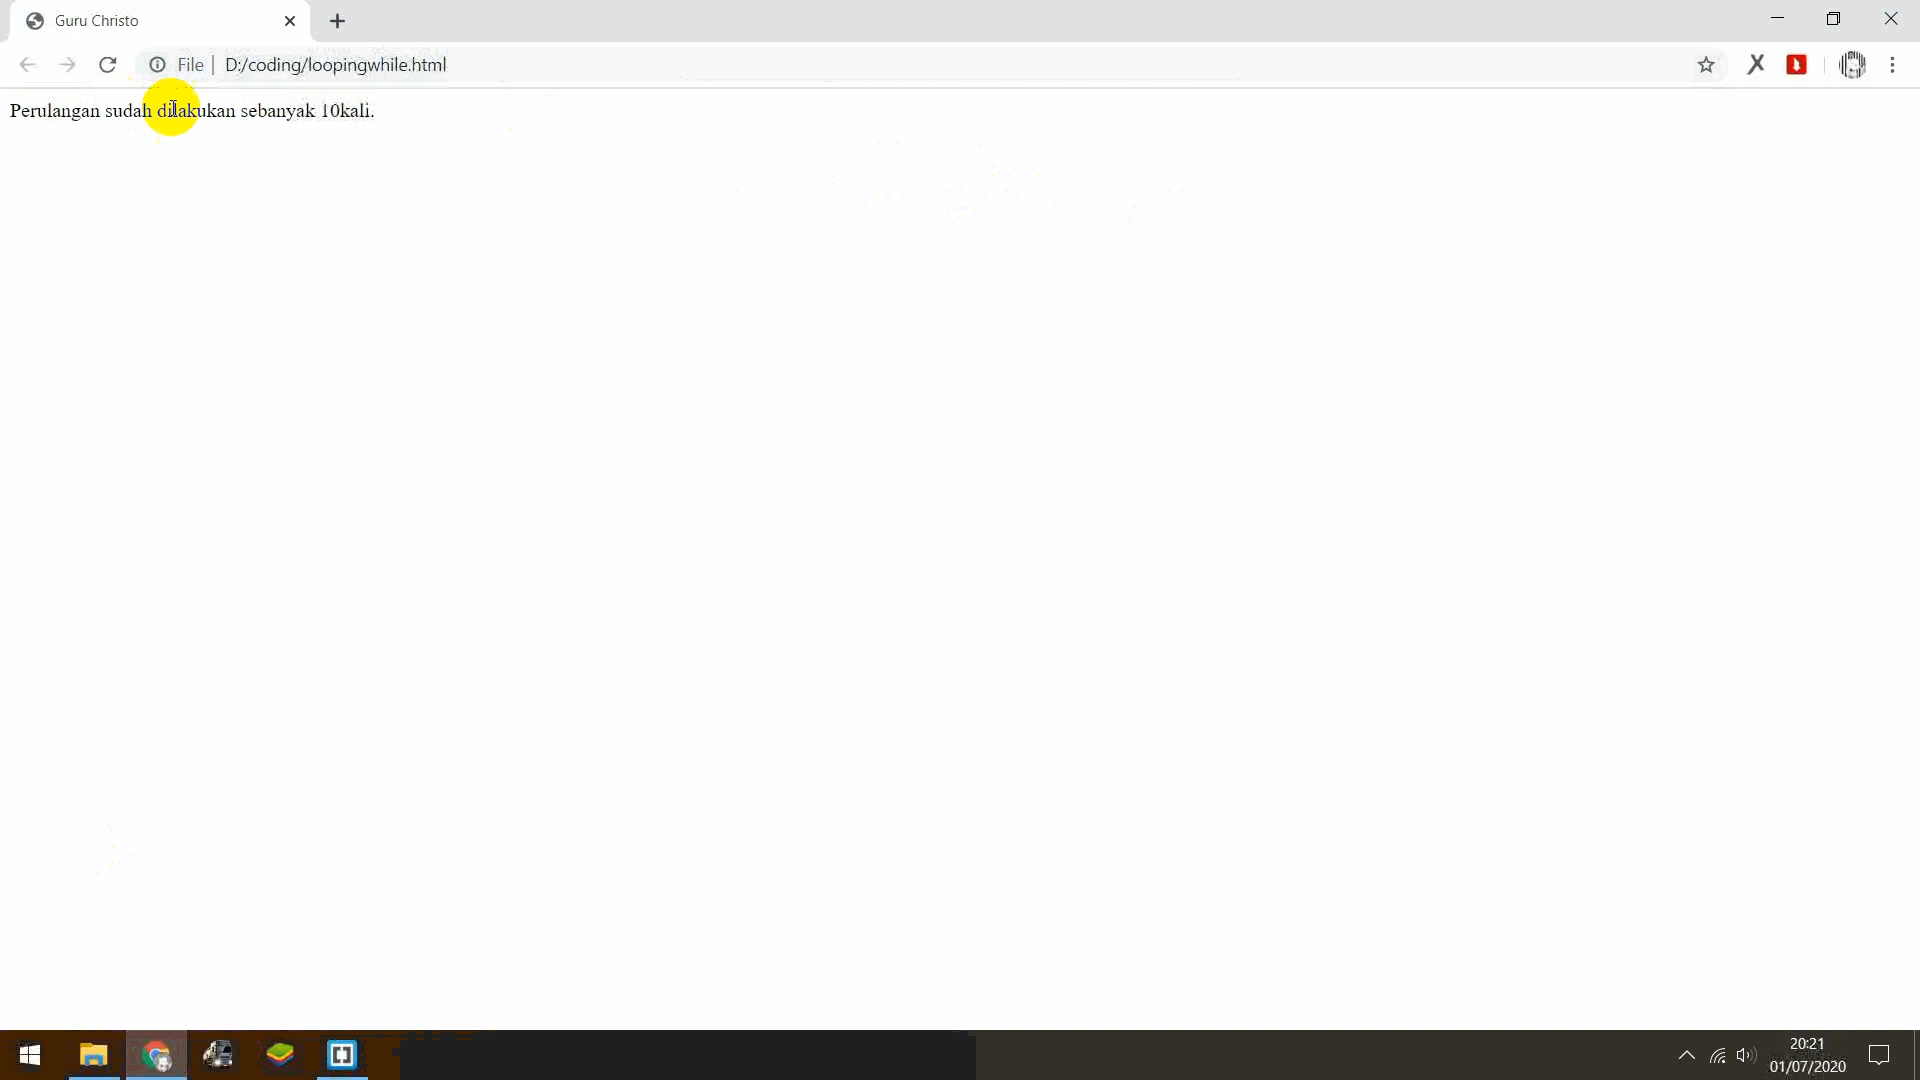 Guru Christo
File | D:/coding/loopingwhile.html
Perulangan sudah dilakukan sebanyak 10kali.
20:21
01/07/2020